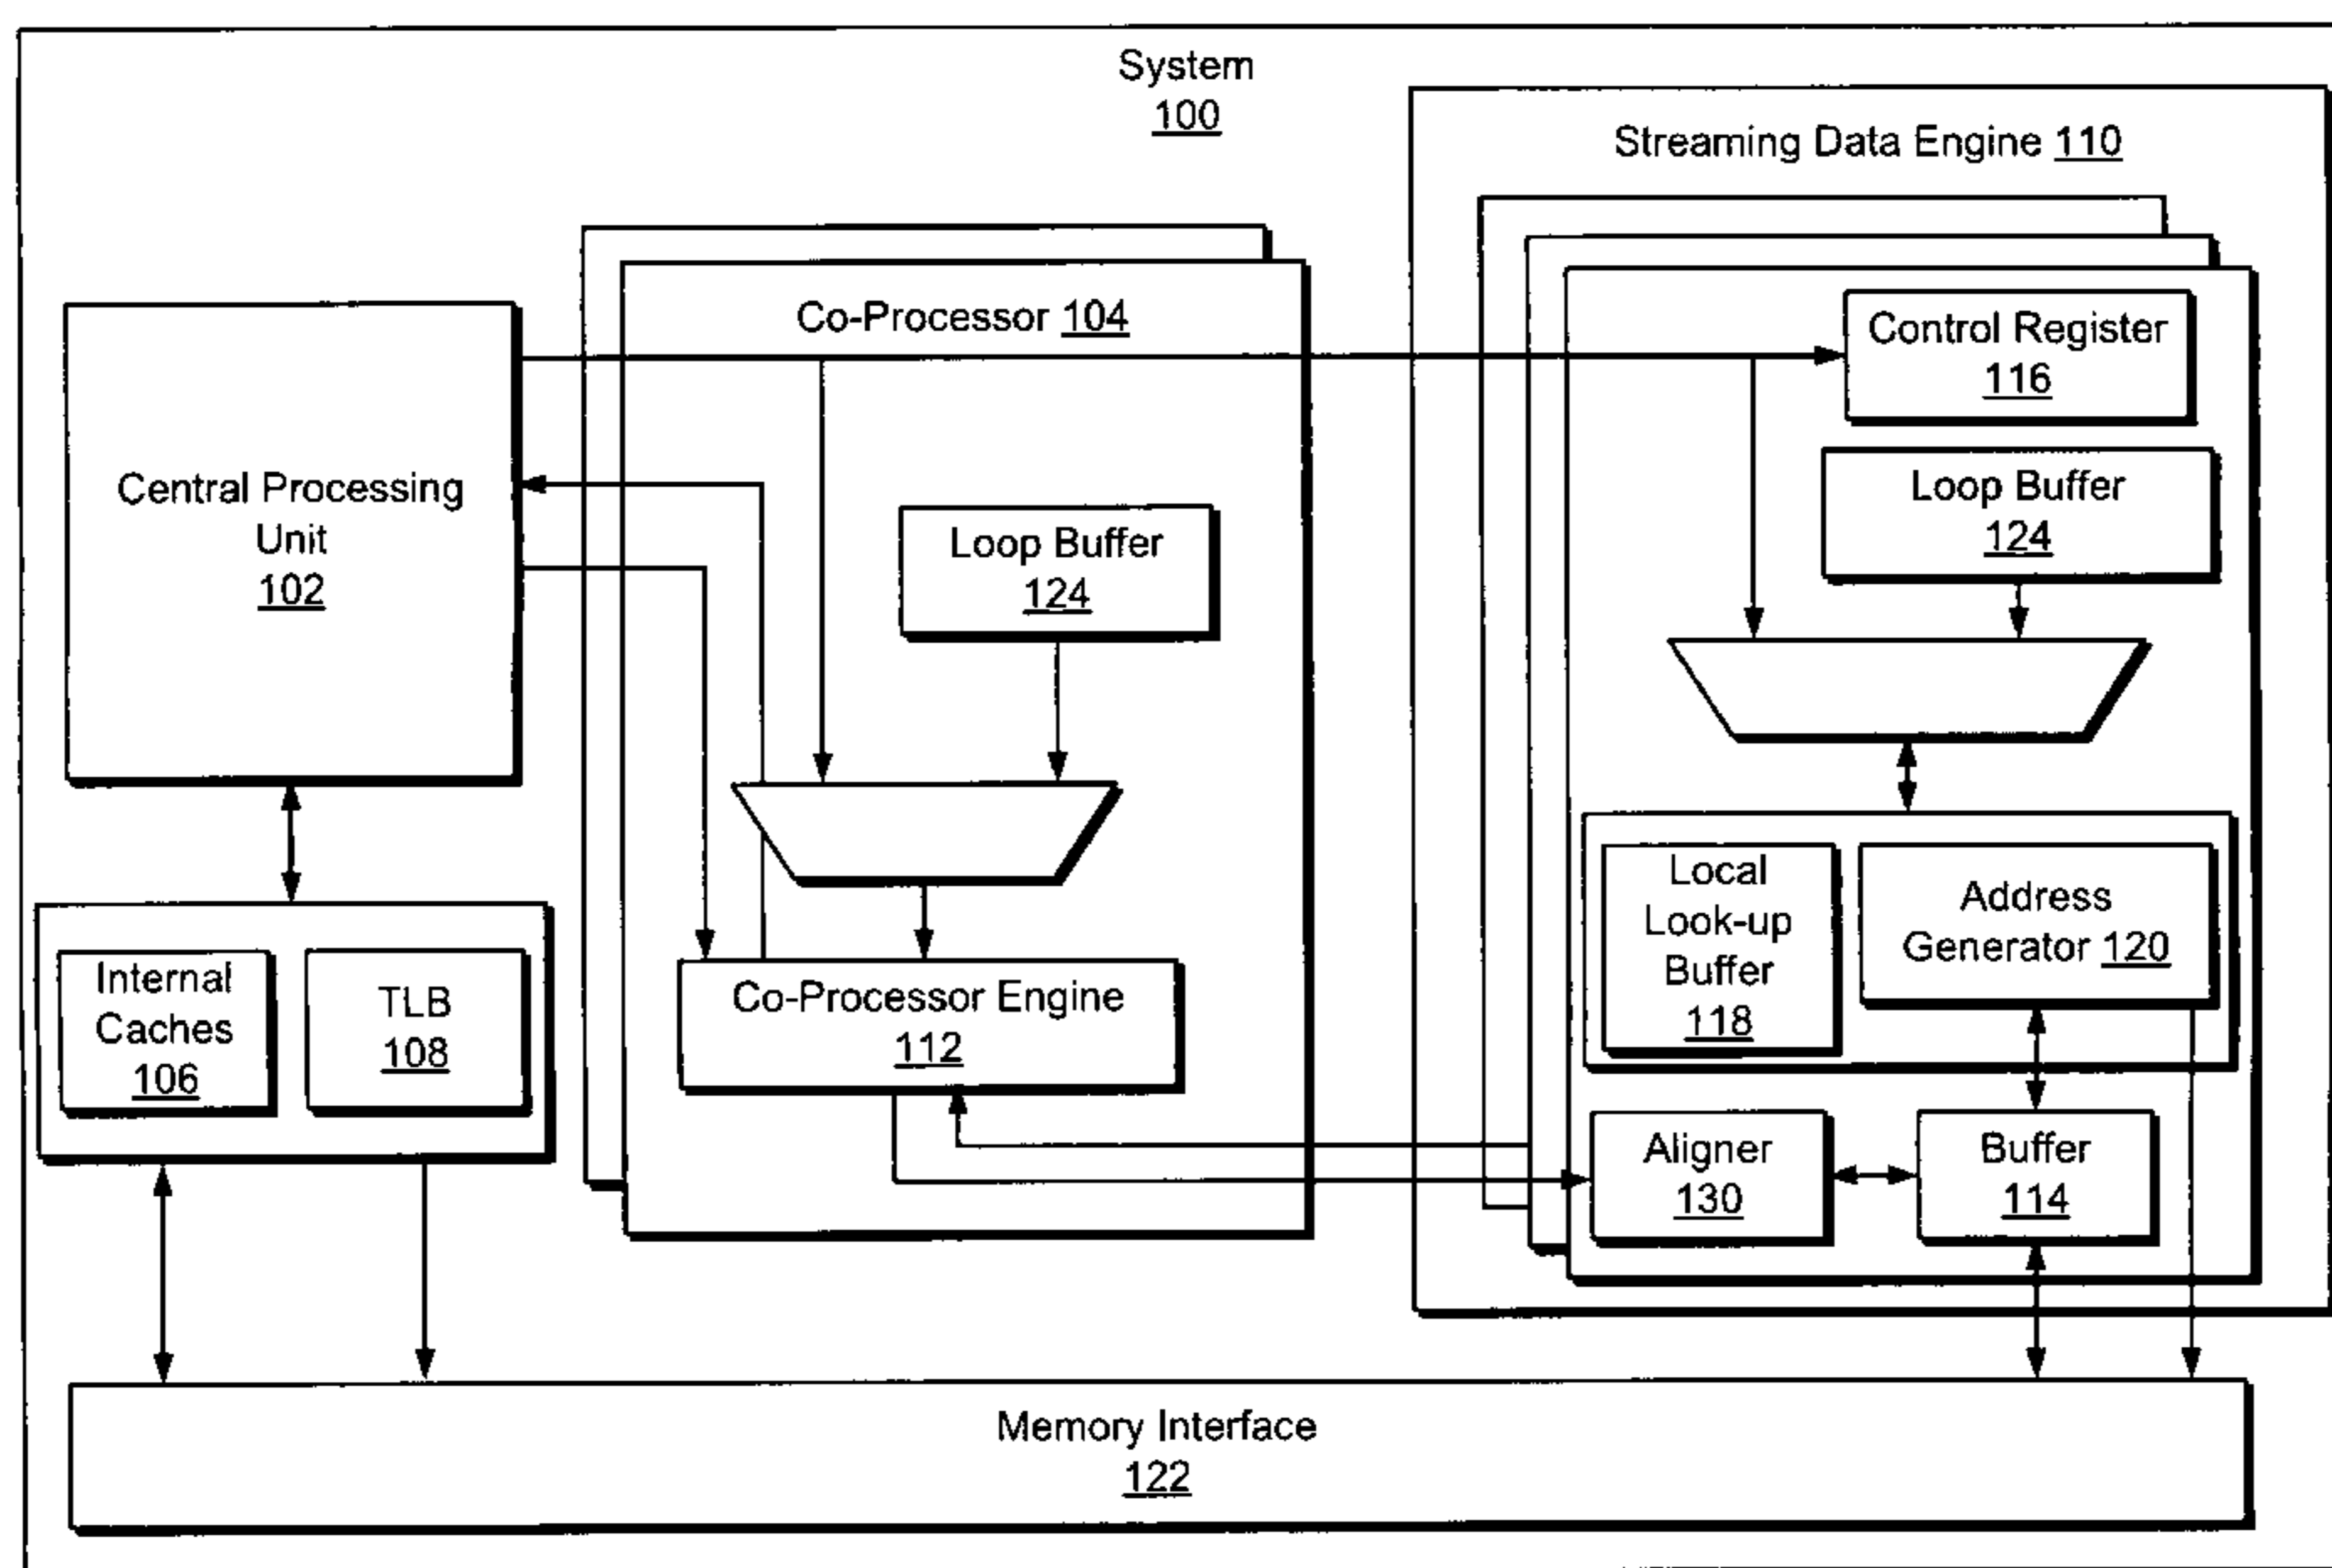 System
100
Streaming Data Engine 110
Co-Processor 104
Control Register
116
Central Processing
Unit
102
Loop Buffer
124
Loop Buffer
124
Local
Look-up
Buffer
118
Address
Generator 120
Internal
Caches
106
TLB
108
Co-Processor Engine
112
Aligner
130
Buffer
114
Memory Interface
122